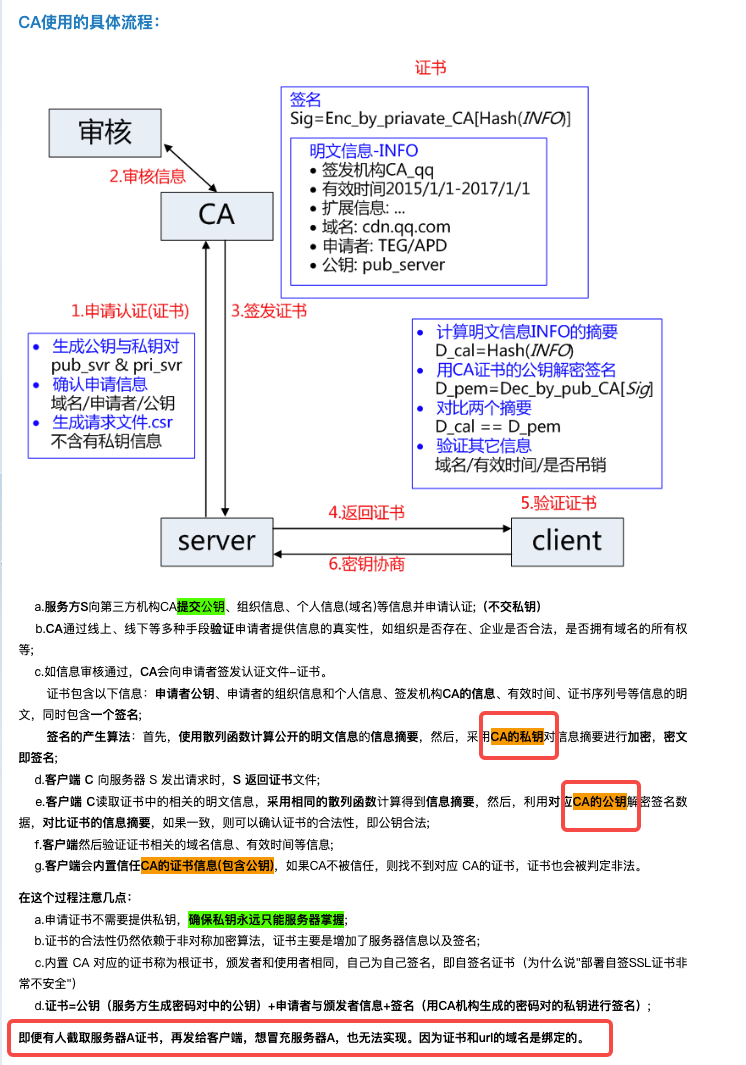 CA使用的具体流程：
证书
签名
Sig=Enc_by_priavate_CA[Hash(INFO)]
明文信息-INFO
• 签发机构CA_qq
• 有效时间2015/1/1-2017/1/1
• 扩展信息: ...
• 域名: cdn.qq.com
• 申请者: TEG/APD
• 公钥: pub_server
审核
2.审核信息
CA
1.申请认证(证书)
3.签发证书
• 生成公钥与私钥对
pub_svr & pri_svr
• 确认申请信息
域名/申请者/公钥
• 生成请求文件.csr
不含有私钥信息
• 计算明文信息INFO的摘要
D_cal=Hash(INFO)
• 用CA证书的公钥解密签名
D_pem=Dec_by_pub_CA[Sig]
• 对比两个摘要
D_cal == D_pem
• 验证其它信息
域名/有效时间/是否吊销
4.返回证书
5.验证证书
server
client
6.密钥协商
a.服务方S向第三方机构CA提交公钥、组织信息、个人信息(域名)等信息并申请认证;（不交私钥）
b.CA通过线上、线下等多种手段验证申请者提供信息的真实性，如组织是否存在、企业是否合法，是否拥有域名的所有权
等;
c.如信息审核通过，CA会向申请者签发认证文件-证书。
证书包含以下信息：申请者公钥、申请者的组织信息和个人信息、签发机构CA的信息、有效时间、证书序列号等信息的明
文，同时包含一个签名;
签名的产生算法：首先，使用散列函数计算公开的明文信息的信息摘要，然后，采用CA的私钥对信息摘要进行加密，密文
即签名;
d.客户端 C 向服务器 S 发出请求时，S 返回证书文件;
e.客户端 C读取证书中的相关的明文信息，采用相同的散列函数计算得到信息摘要，然后，利用对应CA的公钥解密签名数
据，对比证书的信息摘要，如果一致，则可以确认证书的合法性，即公钥合法;
f.客户端然后验证证书相关的域名信息、有效时间等信息;
g.客户端会内置信任CA的证书信息(包含公钥)，如果CA不被信任，则找不到对应 CA的证书，证书也会被判定非法。
在这个过程注意几点：
a.申请证书不需要提供私钥，确保私钥永远只能服务器掌握;
b.证书的合法性仍然依赖于非对称加密算法，证书主要是增加了服务器信息以及签名;
c.内置 CA 对应的证书称为根证书，颁发者和使用者相同，自己为自己签名，即自签名证书（为什么说"部署自签SSL证书非
常不安全"）
d.证书=公钥（服务方生成密码对中的公钥）+申请者与颁发者信息+签名（用CA机构生成的密码对的私钥进行签名）;
即便有人截取服务器A证书，再发给客户端，想冒充服务器A，也无法实现。因为证书和url的域名是绑定的。